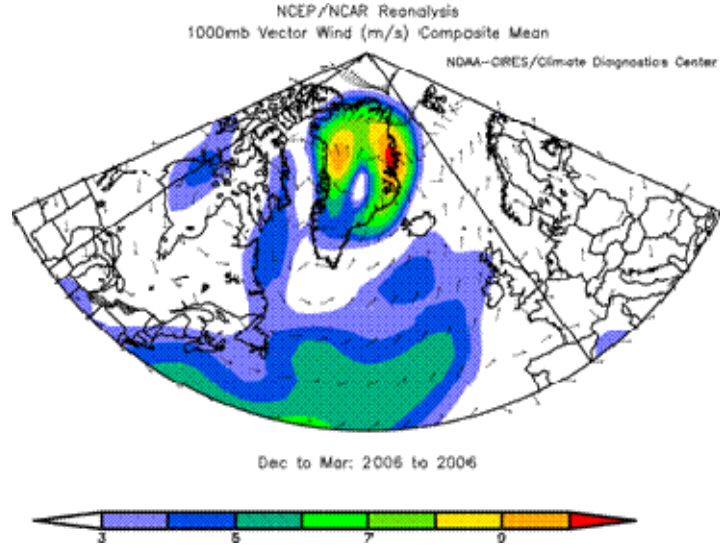 NCEP/NCAR Reanalysis
1000mb Vector Wind (m/s) Composite Mean
NOAA-CIRES/Climate Diagnostics Center
Dec to Mar: 2006 to 2006
3 5 7 9